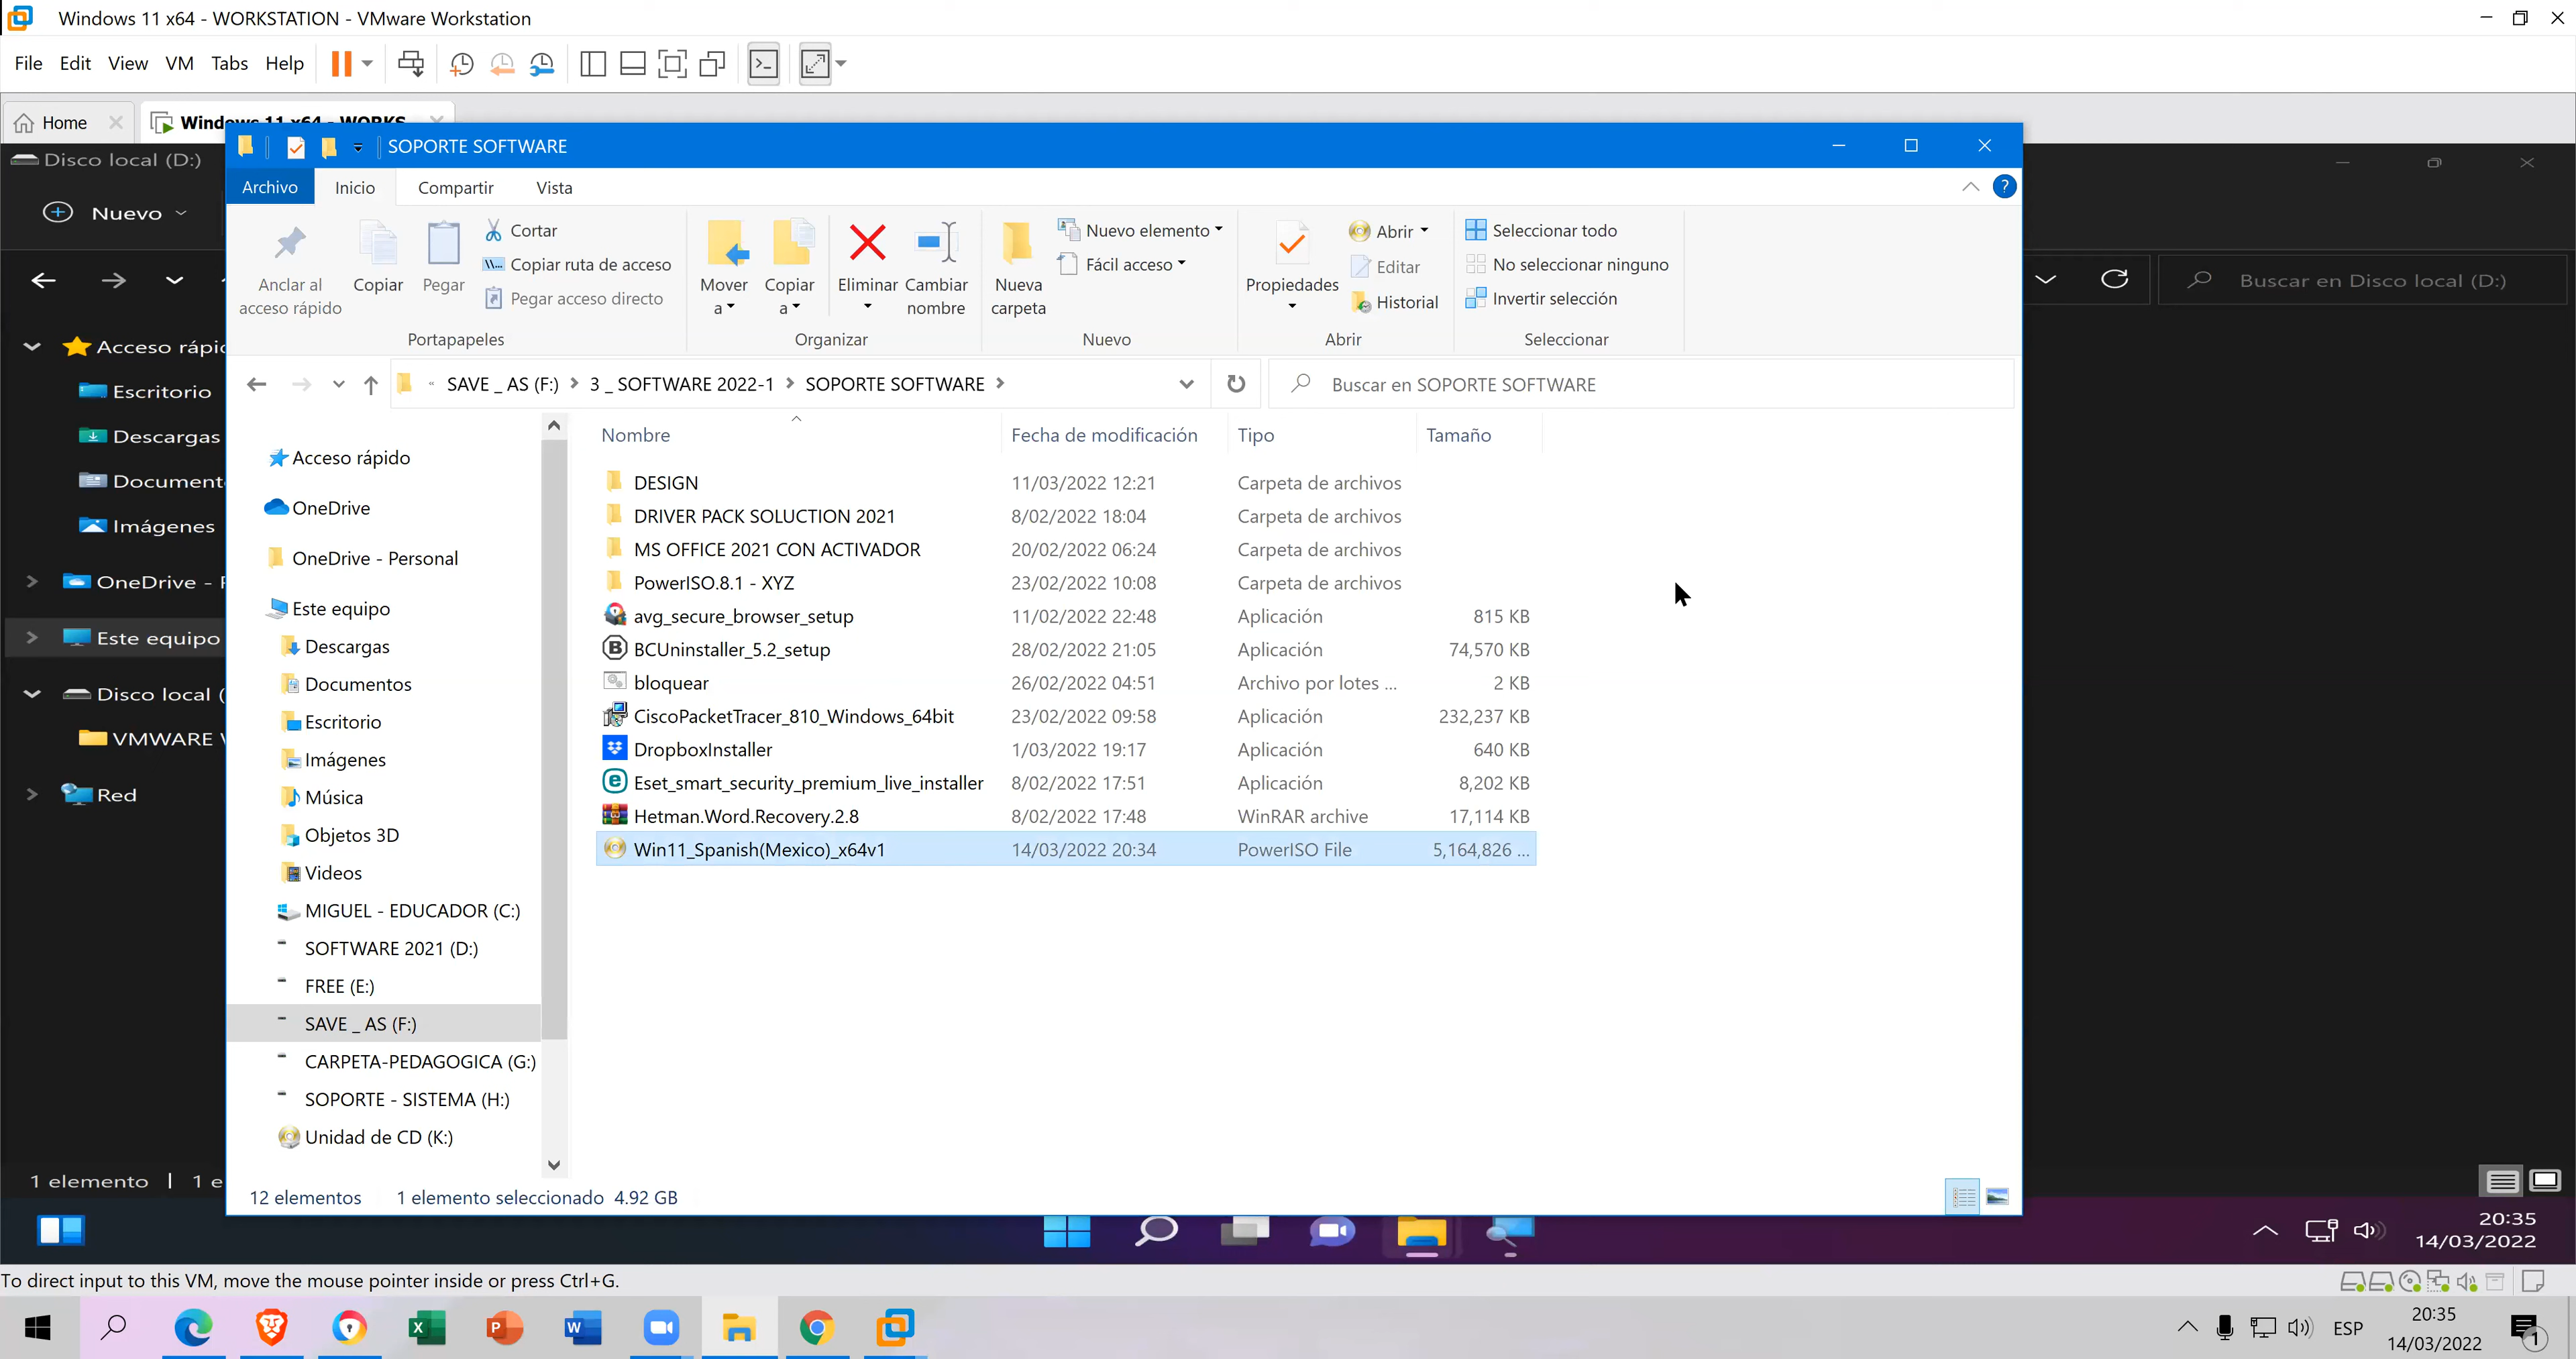 Windows 11 x64 - WORKSTATION - VMware Workstation
File Edit View VM Tabs Help
Home Windows 11 x64 - WORKS...
Disco local (D:)
SOPORTE SOFTWARE
Archivo Inicio Compartir Vista
Nuevo
Anclar al acceso rápido
Copiar
Pegar
Cortar
Copiar ruta de acceso
Pegar acceso directo
Portapapeles
Mover a
Copiar a
Eliminar
Cambiar nombre
Organizar
Nueva carpeta
Nuevo elemento
Fácil acceso
Nuevo
Propiedades
Abrir
Editar
Historial
Abrir
Seleccionar todo
No seleccionar ninguno
Invertir selección
Seleccionar
Buscar en Disco local (D:)
SAVE _ AS (F:) > 3 _ SOFTWARE 2022-1 > SOPORTE SOFTWARE >
Buscar en SOPORTE SOFTWARE
Acceso rápid
Escritorio
Descargas
Documento
Imágenes
OneDrive - P
Este equipo
Disco local (
VMWARE W
Red
1 elemento | 1 e
Acceso rápido
OneDrive
OneDrive - Personal
Este equipo
Descargas
Documentos
Escritorio
Imágenes
Música
Objetos 3D
Videos
MIGUEL - EDUCADOR (C:)
SOFTWARE 2021 (D:)
FREE (E:)
SAVE _ AS (F:)
CARPETA-PEDAGOGICA (G:)
SOPORTE - SISTEMA (H:)
Unidad de CD (K:)
Nombre Fecha de modificación Tipo Tamaño
DESIGN 11/03/2022 12:21 Carpeta de archivos
DRIVER PACK SOLUCTION 2021 8/02/2022 18:04 Carpeta de archivos
MS OFFICE 2021 CON ACTIVADOR 20/02/2022 06:24 Carpeta de archivos
PowerISO.8.1 - XYZ 23/02/2022 10:08 Carpeta de archivos
avg_secure_browser_setup 11/02/2022 22:48 Aplicación 815 KB
BCUninstaller_5.2_setup 28/02/2022 21:05 Aplicación 74,570 KB
bloquear 26/02/2022 04:51 Archivo por lotes ... 2 KB
CiscoPacketTracer_810_Windows_64bit 23/02/2022 09:58 Aplicación 232,237 KB
DropboxInstaller 1/03/2022 19:17 Aplicación 640 KB
Eset_smart_security_premium_live_installer 8/02/2022 17:51 Aplicación 8,202 KB
Hetman.Word.Recovery.2.8 8/02/2022 17:48 WinRAR archive 17,114 KB
Win11_Spanish(Mexico)_x64v1 14/03/2022 20:34 PowerISO File 5,164,826 ...
12 elementos 1 elemento seleccionado 4.92 GB
20:35
14/03/2022
To direct input to this VM, move the mouse pointer inside or press Ctrl+G.
ESP
20:35
14/03/2022
1